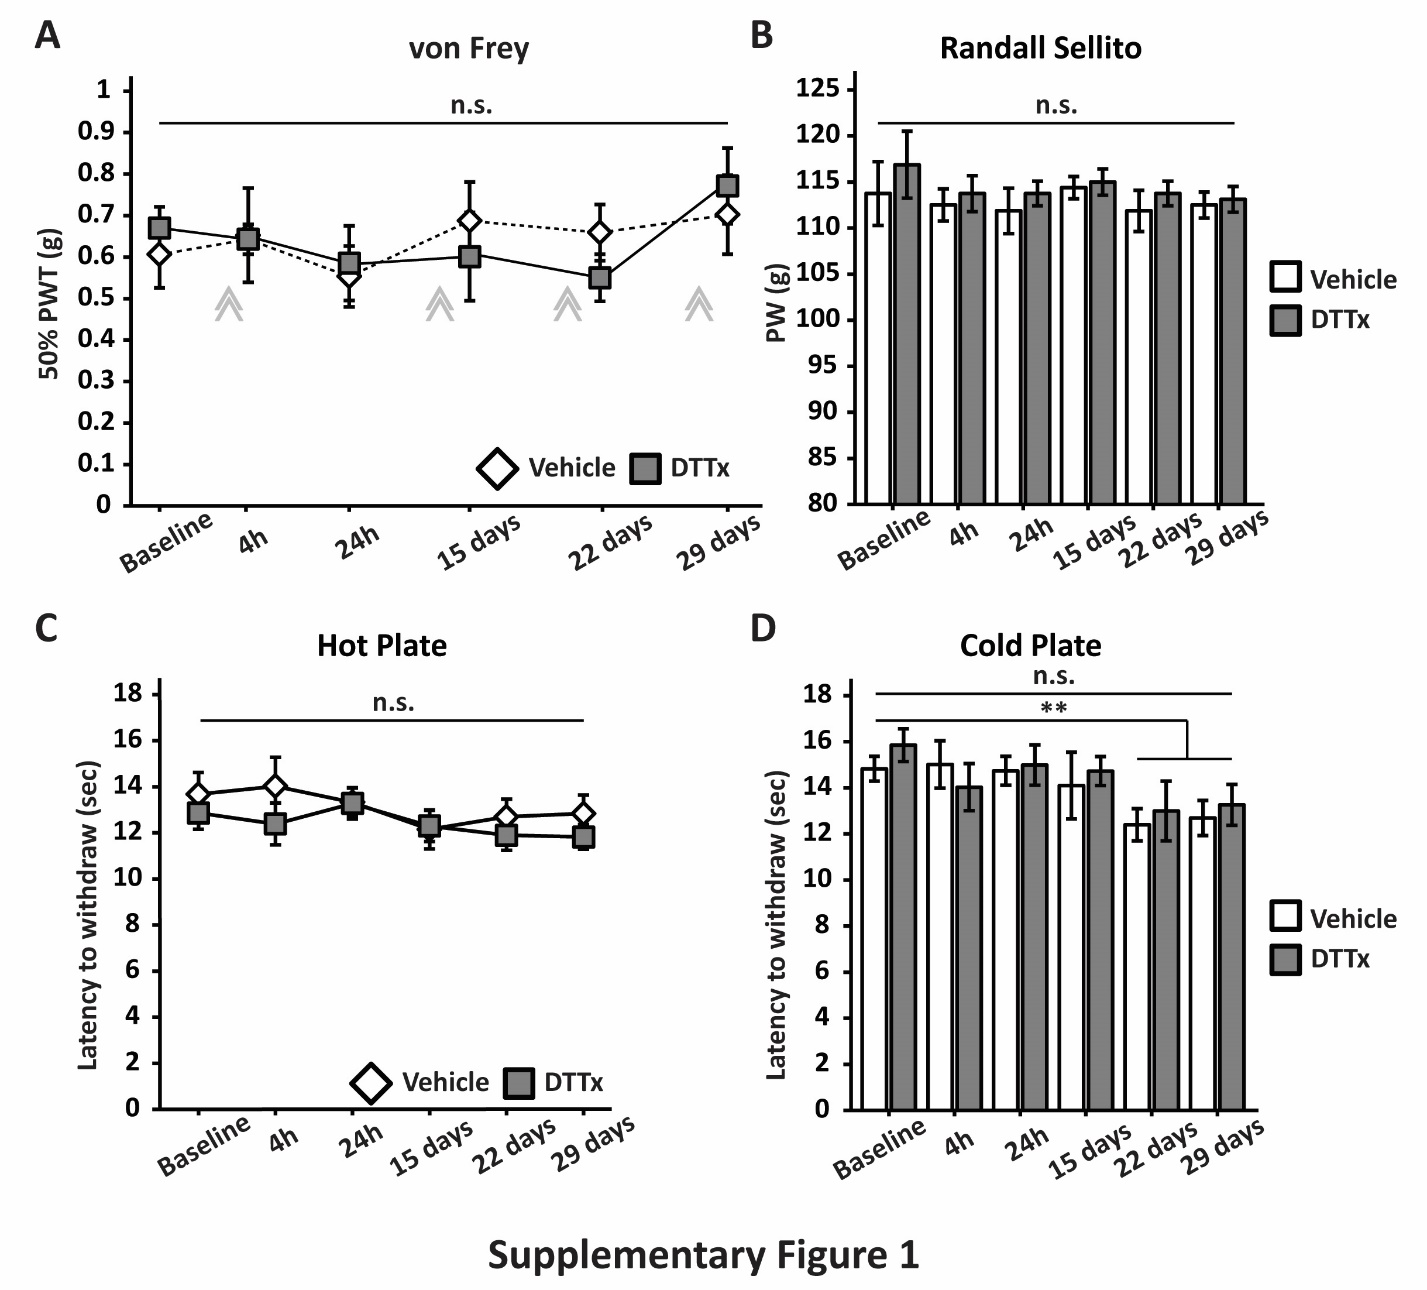 A
von Frey
1
0.9
0.8
0.7
0.6
0.5
0.4
0.3
0.2
0.1
0
50% PWT (g)
n.s.
Vehicle
DTTx
Baseline
4h
24h
15 days
22 days
29 days
B
Randall Sellito
125
120
115
110
105
100
95
90
85
80
PW (g)
n.s.
Vehicle
DTTx
Baseline
4h
24h
15 days
22 days
29 days
C
Hot Plate
18
16
14
12
10
8
6
4
2
0
Latency to withdraw (sec)
n.s.
Vehicle
DTTx
Baseline
4h
24h
15 days
22 days
29 days
D
Cold Plate
18
16
14
12
10
8
6
4
2
0
Latency to withdraw (sec)
n.s.
**
Vehicle
DTTx
Baseline
4h
24h
15 days
22 days
29 days
Supplementary Figure 1